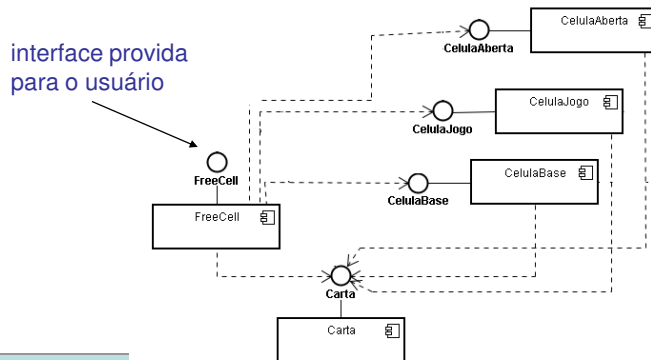 interface provida
para o usuário
CelulaAberta
CelulaAberta
CelulaJogo
CelulaJogo
FreeCell
CelulaBase
CelulaBase
FreeCell
Carta
Carta